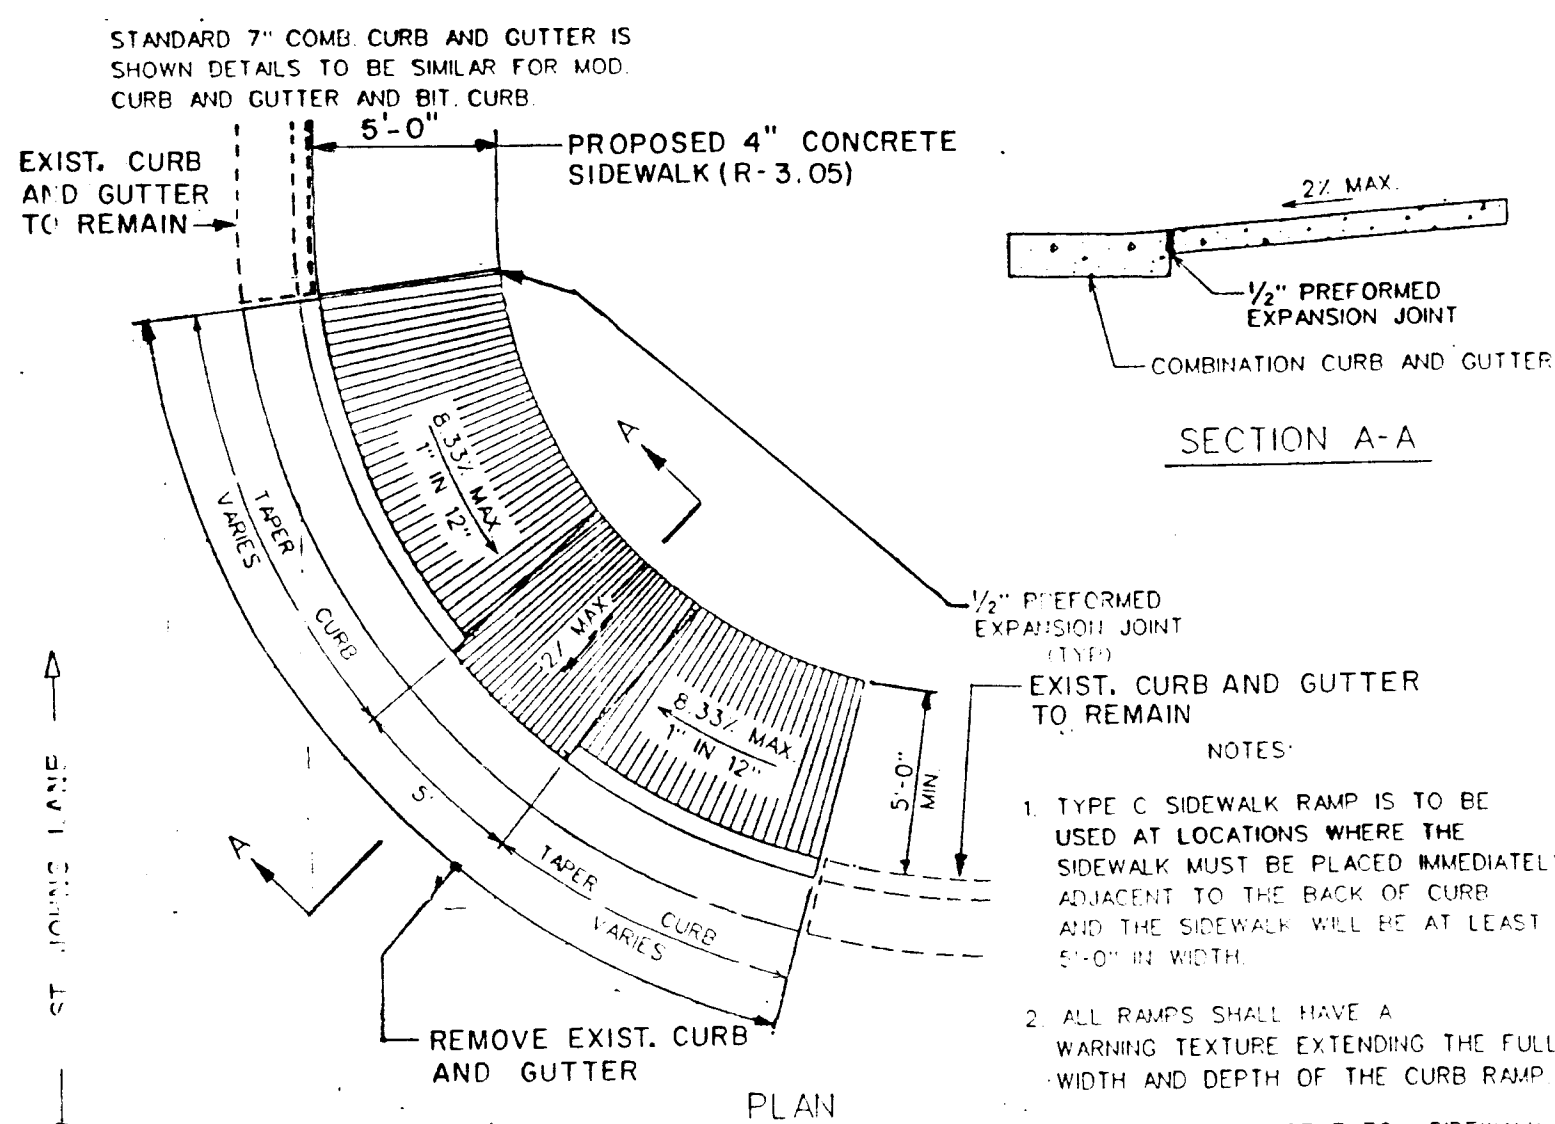 STANDARD 7" COMB. CURB AND GUTTER IS
SHOWN DETAILS TO BE SIMILAR FOR MOD.
CURB AND GUTTER AND BIT. CURB.
5'-0"
PROPOSED 4" CONCRETE
SIDEWALK (R-3.05)
EXIST. CURB
AND GUTTER
TO REMAIN
2% MAX.
1/2" PREFORMED
EXPANSION JOINT
COMBINATION CURB AND GUTTER
SECTION A-A
8.33% MAX.
1" IN 12"
A
TAPER CURB
VARIES
2% MAX.
1/2" PREFORMED
EXPANSION JOINT
(TYP.)
EXIST. CURB AND GUTTER
TO REMAIN
8.33% MAX.
1" IN 12"
5'-0"
MIN.
5'
A
TAPER CURB
VARIES
ST. JOHNS LANE
REMOVE EXIST. CURB
AND GUTTER
PLAN
NOTES:
1. TYPE C SIDEWALK RAMP IS TO BE
USED AT LOCATIONS WHERE THE
SIDEWALK MUST BE PLACED IMMEDIATEL
ADJACENT TO THE BACK OF CURB
AND THE SIDEWALK WILL BE AT LEAST
5'-0" IN WIDTH.
2. ALL RAMPS SHALL HAVE A
WARNING TEXTURE EXTENDING THE FULL
WIDTH AND DEPTH OF THE CURB RAMP.